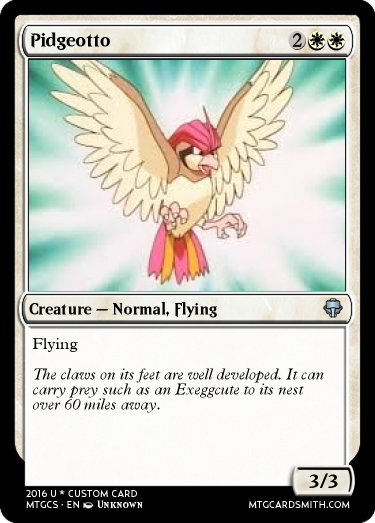 Pidgeotto 2
Creature — Normal, Flying
Flying
The claws on its feet are well developed. It can
carry prey such as an Exeggcute to its nest
over 60 miles away.
3/3
2016 U * CUSTOM CARD
MTGCS • EN Unknown
MTGCARDSMITH.COM